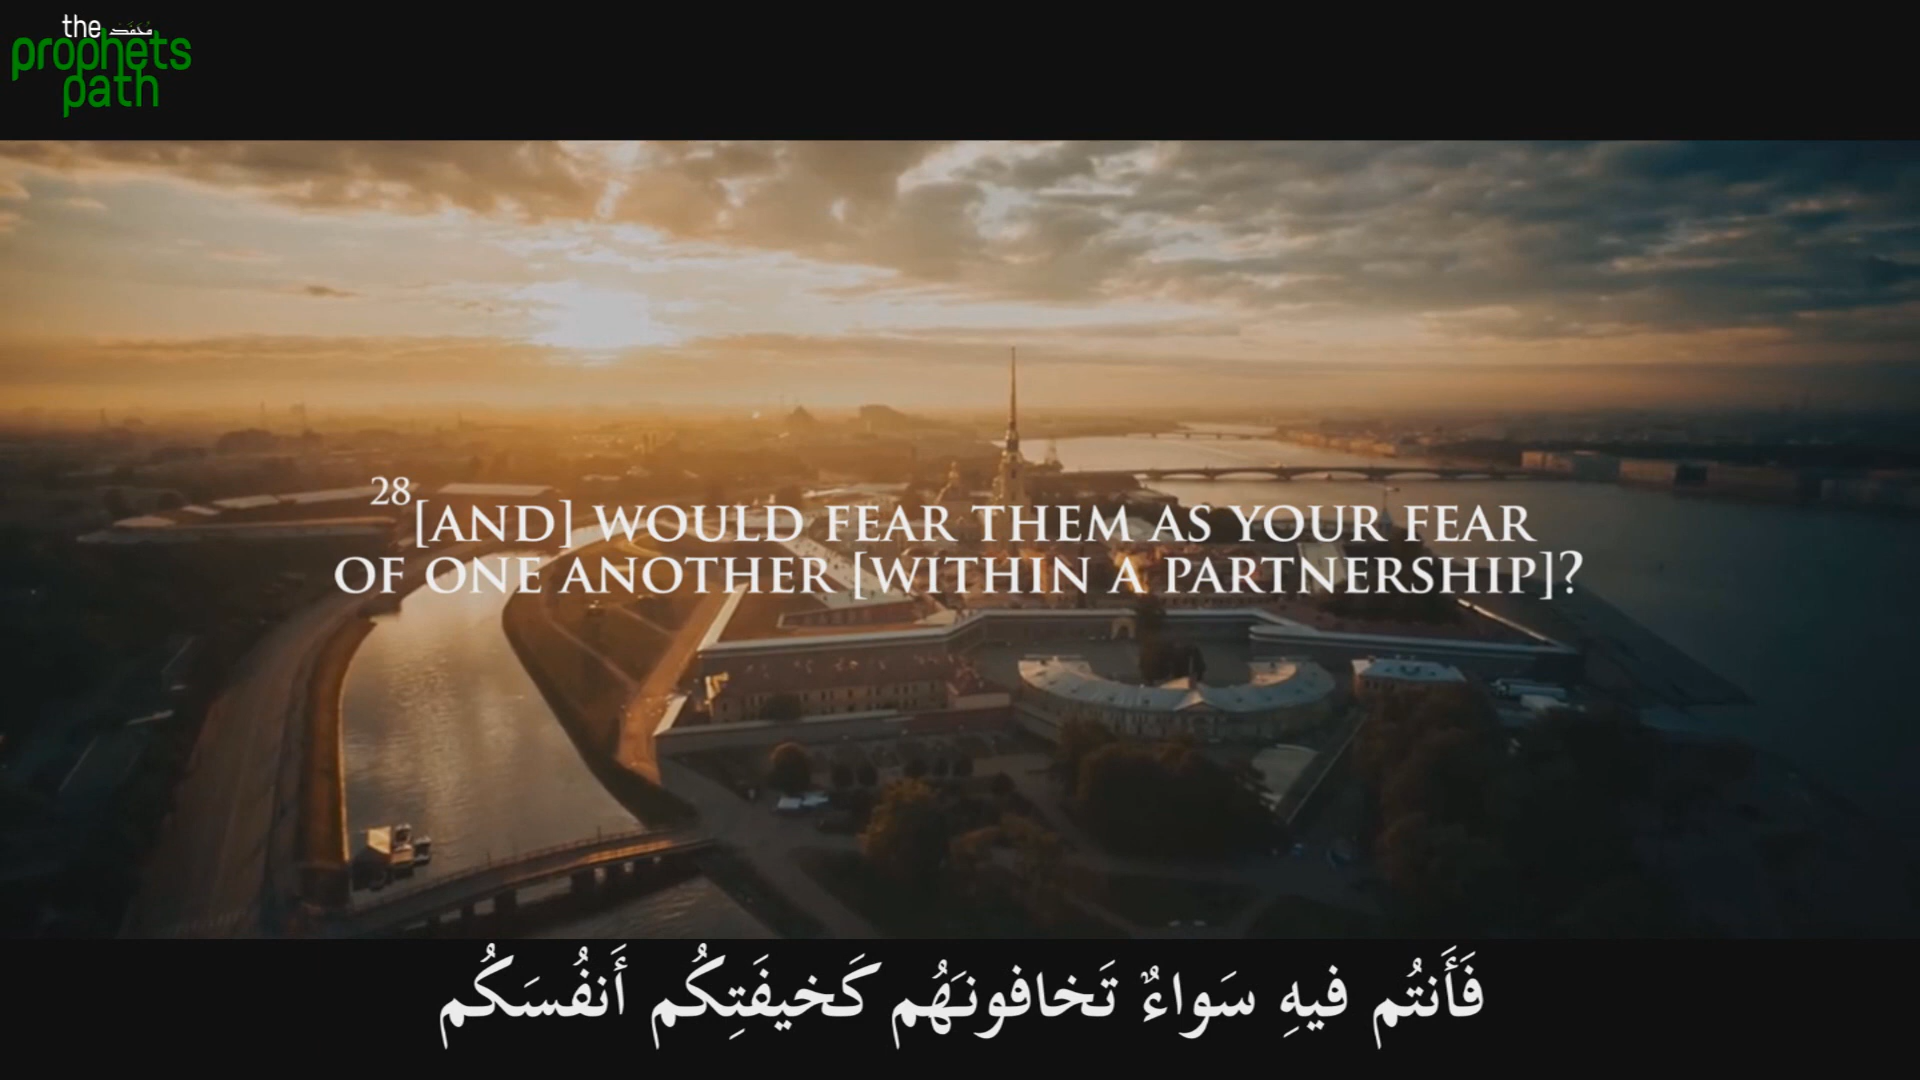 the مُحَمَّد
prophets
path
28[AND] WOULD FEAR THEM AS YOUR FEAR
OF ONE ANOTHER [WITHIN A PARTNERSHIP]?
فَأَنتُم فيهِ سَواءٌ تَخافونَهُم كَخيفَتِكُم أَنفُسَكُم